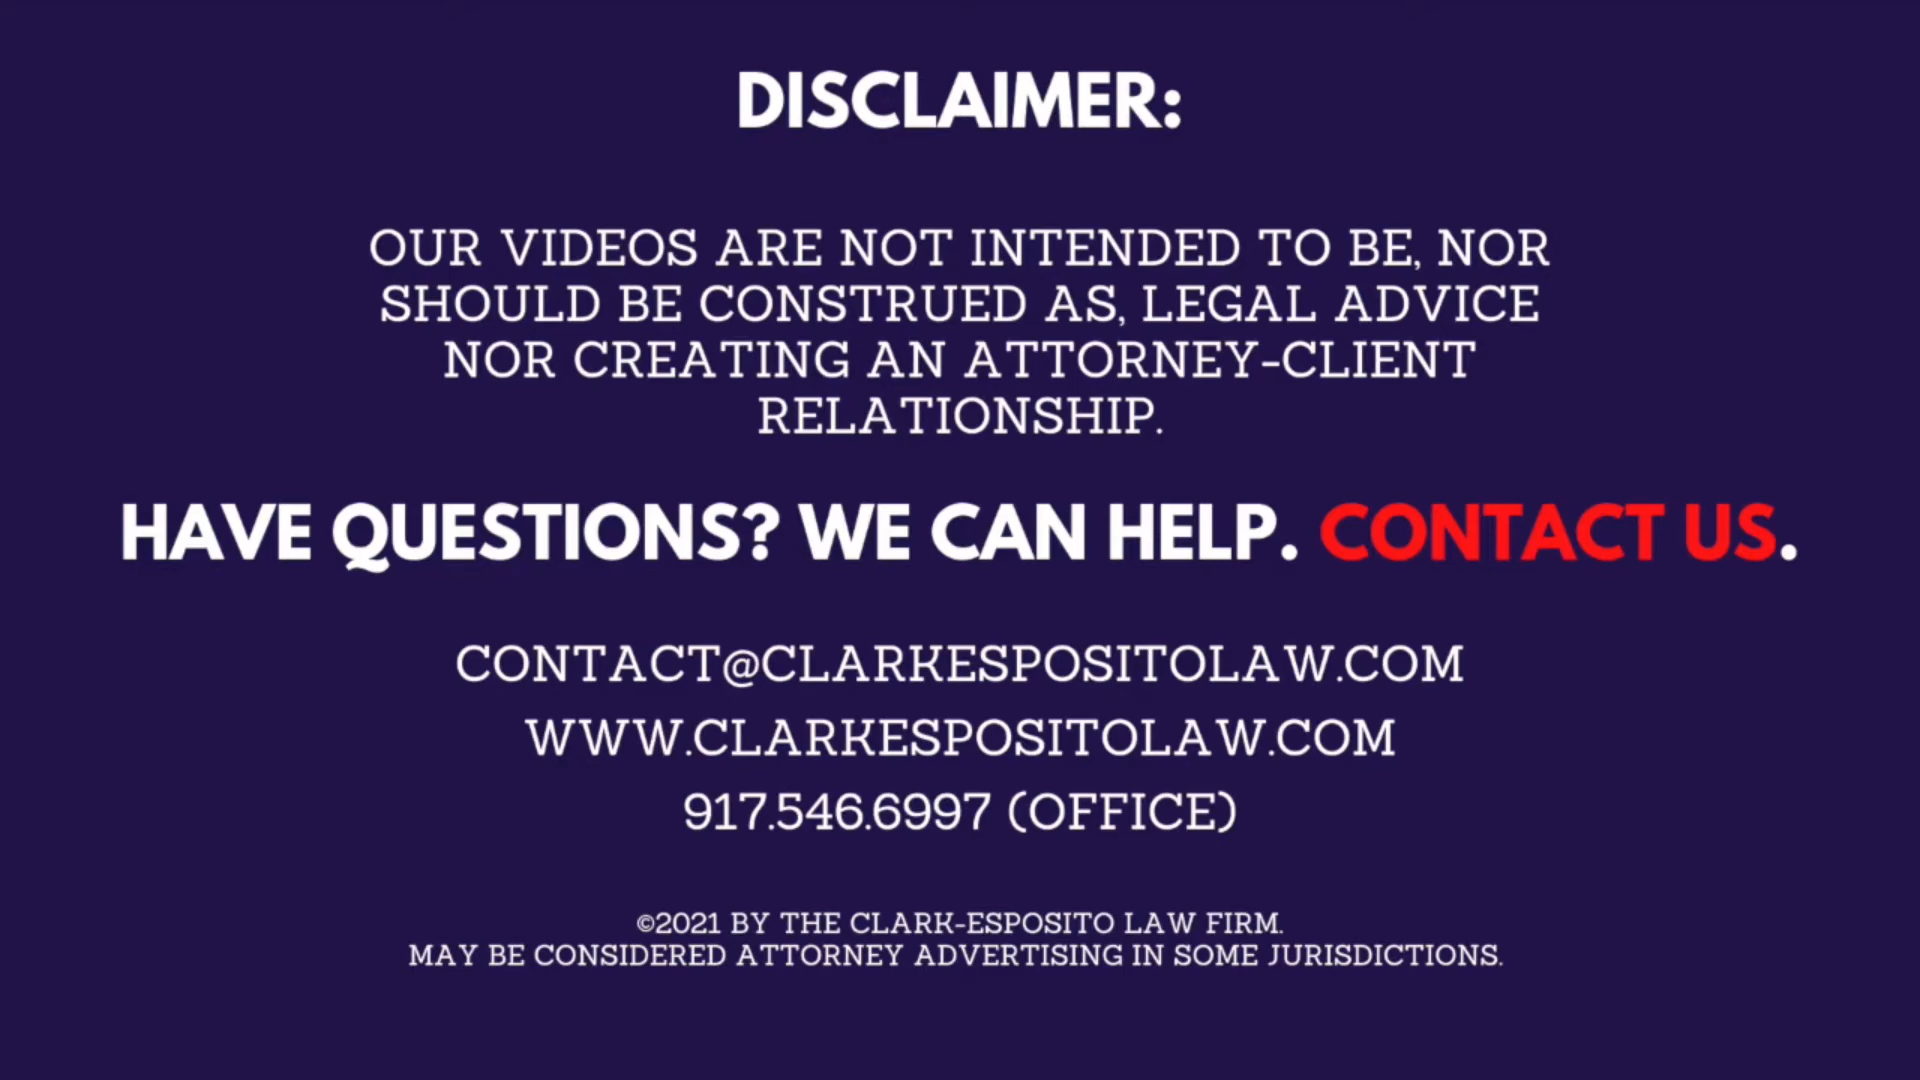 DISCLAIMER:
OUR VIDEOS ARE NOT INTENDED TO BE, NOR
SHOULD BE CONSTRUED AS, LEGAL ADVICE
NOR CREATING AN ATTORNEY-CLIENT
RELATIONSHIP.
HAVE QUESTIONS? WE CAN HELP. CONTACT US.
CONTACT@CLARKESPOSITOLAW.COM
WWW.CLARKESPOSITOLAW.COM
917.546.6997 (OFFICE)
©2021 BY THE CLARK-ESPOSITO LAW FIRM.
MAY BE CONSIDERED ATTORNEY ADVERTISING IN SOME JURISDICTIONS.